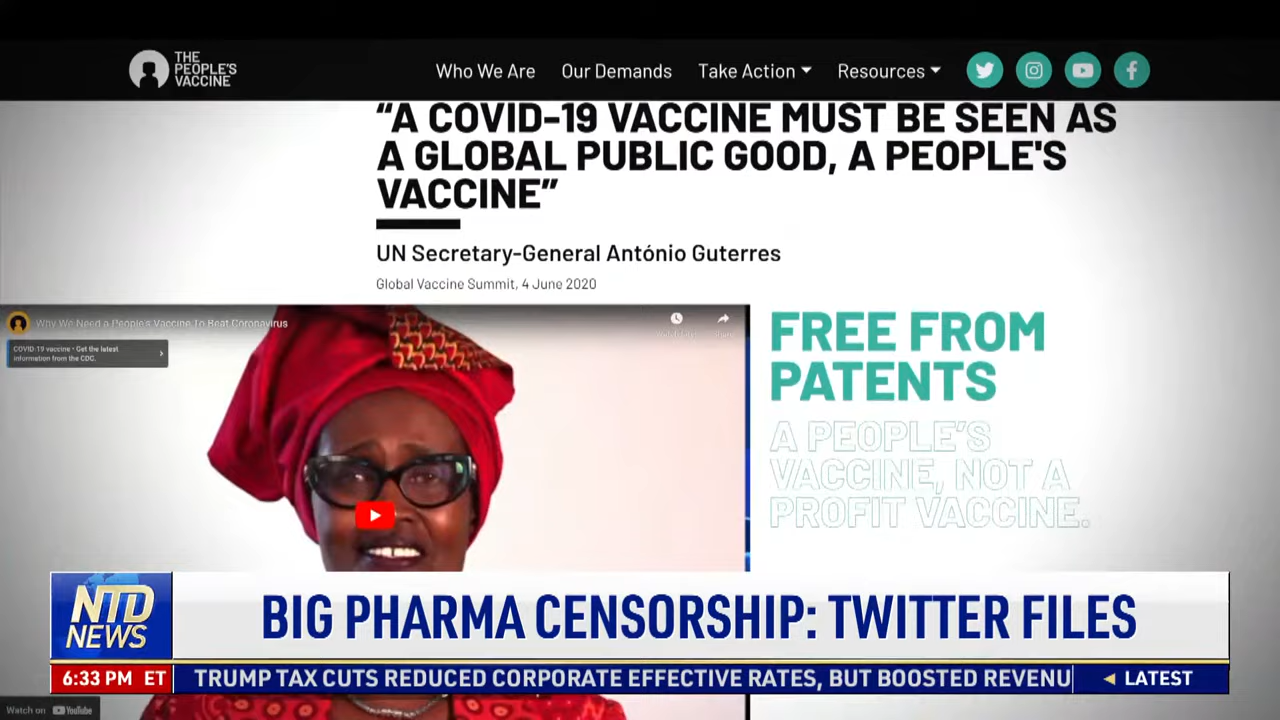 THE
PEOPLE'S
VACCINE
Who We Are
Our Demands
Take Action
Resources
“A COVID-19 VACCINE MUST BE SEEN AS
A GLOBAL PUBLIC GOOD, A PEOPLE'S
VACCINE”
UN Secretary-General António Guterres
Global Vaccine Summit, 4 June 2020
Why We Need a People's Vaccine To Beat Coronavirus
COVID-19 vaccine • Get the latest
information from the CDC.
FREE FROM
PATENTS
A PEOPLE'S
VACCINE, NOT A
PROFIT VACCINE.
NTD
NEWS
BIG PHARMA CENSORSHIP: TWITTER FILES
6:33 PM ET
TRUMP TAX CUTS REDUCED CORPORATE EFFECTIVE RATES, BUT BOOSTED REVENU
LATEST
Watch on YouTube